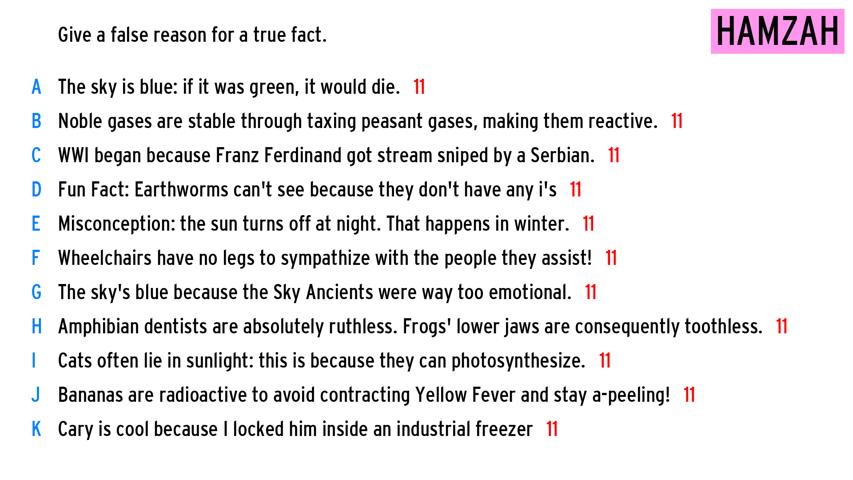 Give a false reason for a true fact.
HAMZAH
A The sky is blue: if it was green, it would die. 11
B Noble gases are stable through taxing peasant gases, making them reactive. 11
C WWI began because Franz Ferdinand got stream sniped by a Serbian. 11
D Fun Fact: Earthworms can't see because they don't have any i's 11
E Misconception: the sun turns off at night. That happens in winter. 11
F Wheelchairs have no legs to sympathize with the people they assist! 11
G The sky's blue because the Sky Ancients were way too emotional. 11
H Amphibian dentists are absolutely ruthless. Frogs' lower jaws are consequently toothless. 11
I Cats often lie in sunlight: this is because they can photosynthesize. 11
J Bananas are radioactive to avoid contracting Yellow Fever and stay a-peeling! 11
K Cary is cool because I locked him inside an industrial freezer 11